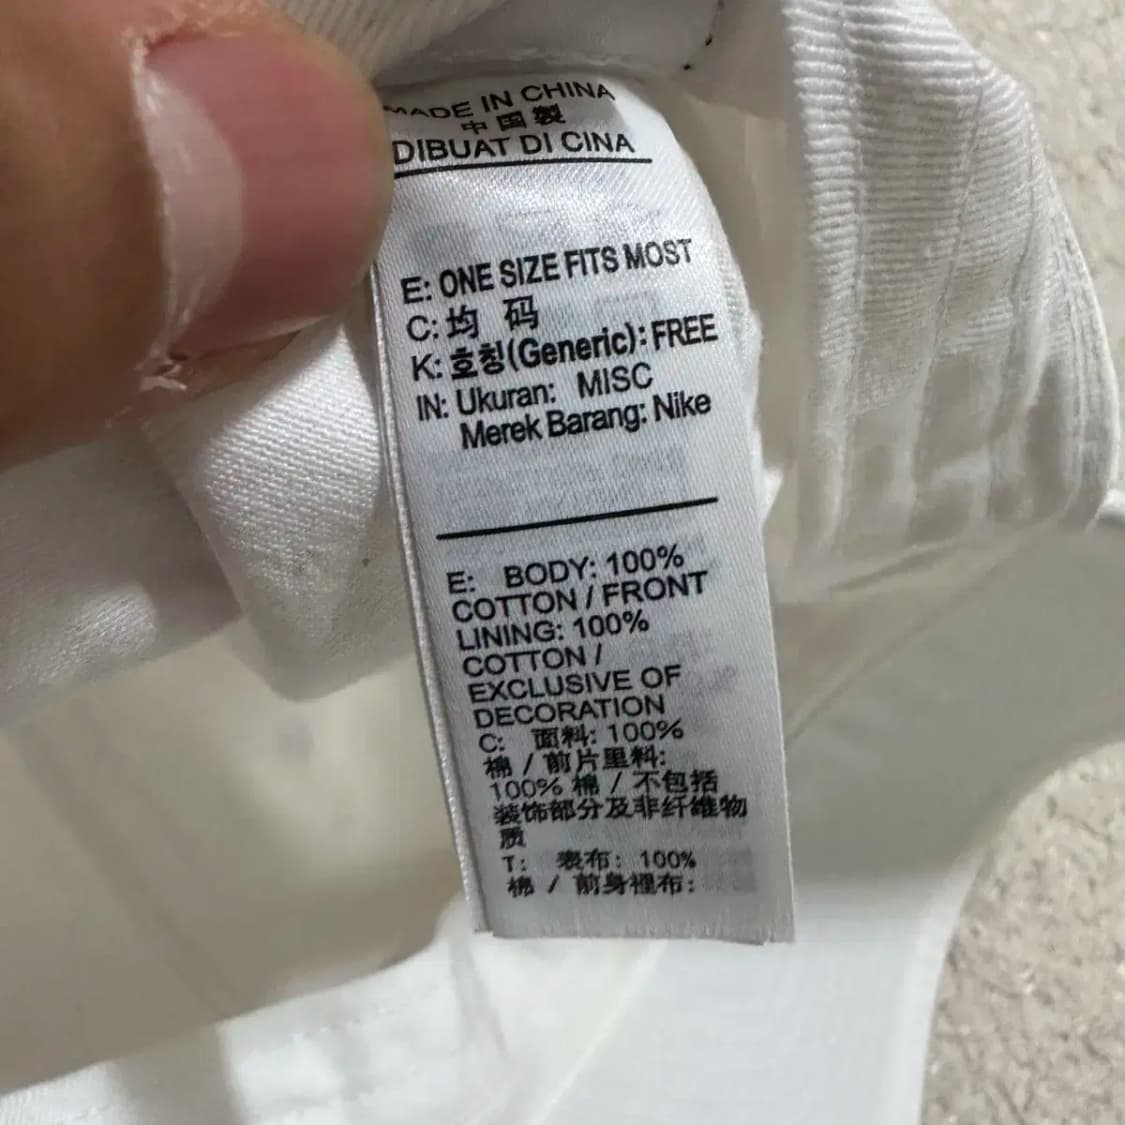 MADE IN CHINA
中 国 製
DIBUAT DI CINA
E: ONE SIZE FITS MOST
C: 均 码
K: 호칭(Generic): FREE
IN: Ukuran: MISC
Merek Barang: Nike
E: BODY: 100%
COTTON / FRONT
LINING: 100%
COTTON /
EXCLUSIVE OF
DECORATION
C: 面料: 100%
棉 / 前片里料:
100% 棉 / 不包括
装饰部分及非纤维物
质
T: 表布: 100%
棉 / 前身裡布: